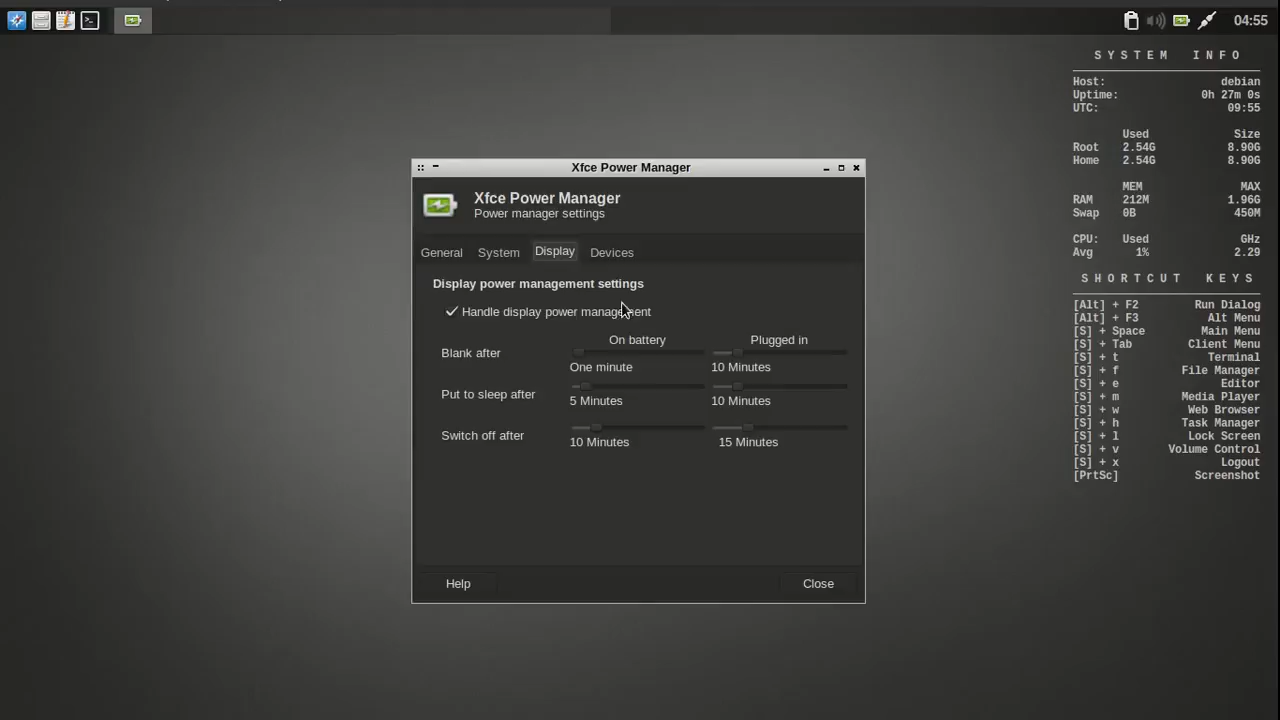 04:55
SYSTEM INFO
Host: debian
Uptime: 0h 27m 0s
UTC: 09:55
Used Size
Root 2.54G 8.90G
Home 2.54G 8.90G
MEM MAX
RAM 212M 1.96G
Swap 0B 450M
CPU: Used GHz
Avg 1% 2.29
SHORTCUT KEYS
[Alt] + F2 Run Dialog
[Alt] + F3 Alt Menu
[S] + Space Main Menu
[S] + Tab Client Menu
[S] + t Terminal
[S] + f File Manager
[S] + e Editor
[S] + m Media Player
[S] + w Web Browser
[S] + h Task Manager
[S] + l Lock Screen
[S] + v Volume Control
[S] + x Logout
[PrtSc] Screenshot
Xfce Power Manager
Xfce Power Manager
Power manager settings
General System Display Devices
Display power management settings
Handle display power management
On battery Plugged in
Blank after
One minute 10 Minutes
Put to sleep after
5 Minutes 10 Minutes
Switch off after
10 Minutes 15 Minutes
Help Close